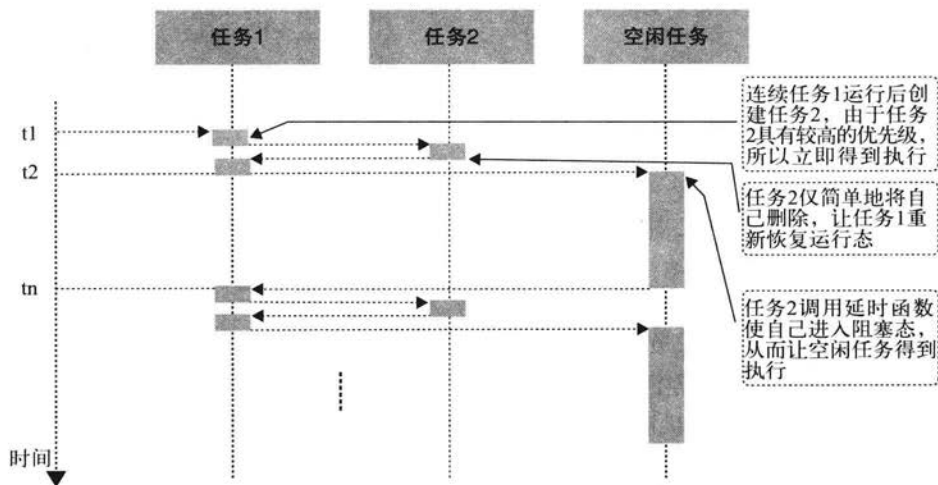 任务1
任务2
空闲任务
t1
t2
tn
时间
连续任务1运行后创
建任务2，由于任务
2具有较高的优先级，
所以立即得到执行
任务2仅简单地将自
己删除，让任务1重
新恢复运行态
任务2调用延时函数
使自己进入阻塞态，
从而让空闲任务得到
执行